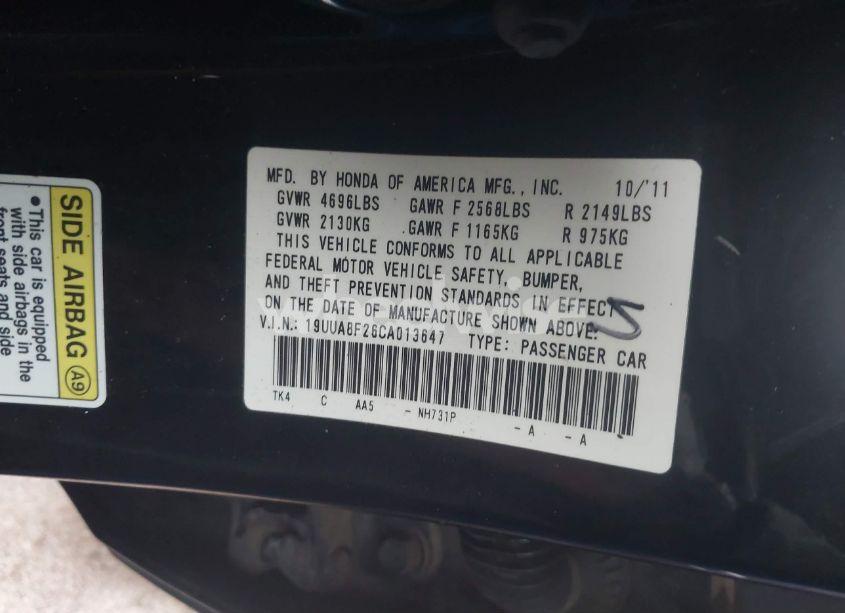 MFD. BY HONDA OF AMERICA MFG., INC. 10/'11
GVWR 4696LBS GAWR F 2568LBS R 2149LBS
GVWR 2130KG GAWR F 1165KG R 975KG
THIS VEHICLE CONFORMS TO ALL APPLICABLE
FEDERAL MOTOR VEHICLE SAFETY, BUMPER,
AND THEFT PREVENTION STANDARDS IN EFFECT
ON THE DATE OF MANUFACTURE SHOWN ABOVE.
V.I.N.: 19UUA8F26CA013647 TYPE: PASSENGER CAR
TK4 C AA5 - NH731P - A - A
SIDE AIRBAG A9
•This car is equipped
with side airbags in the
front seats and side